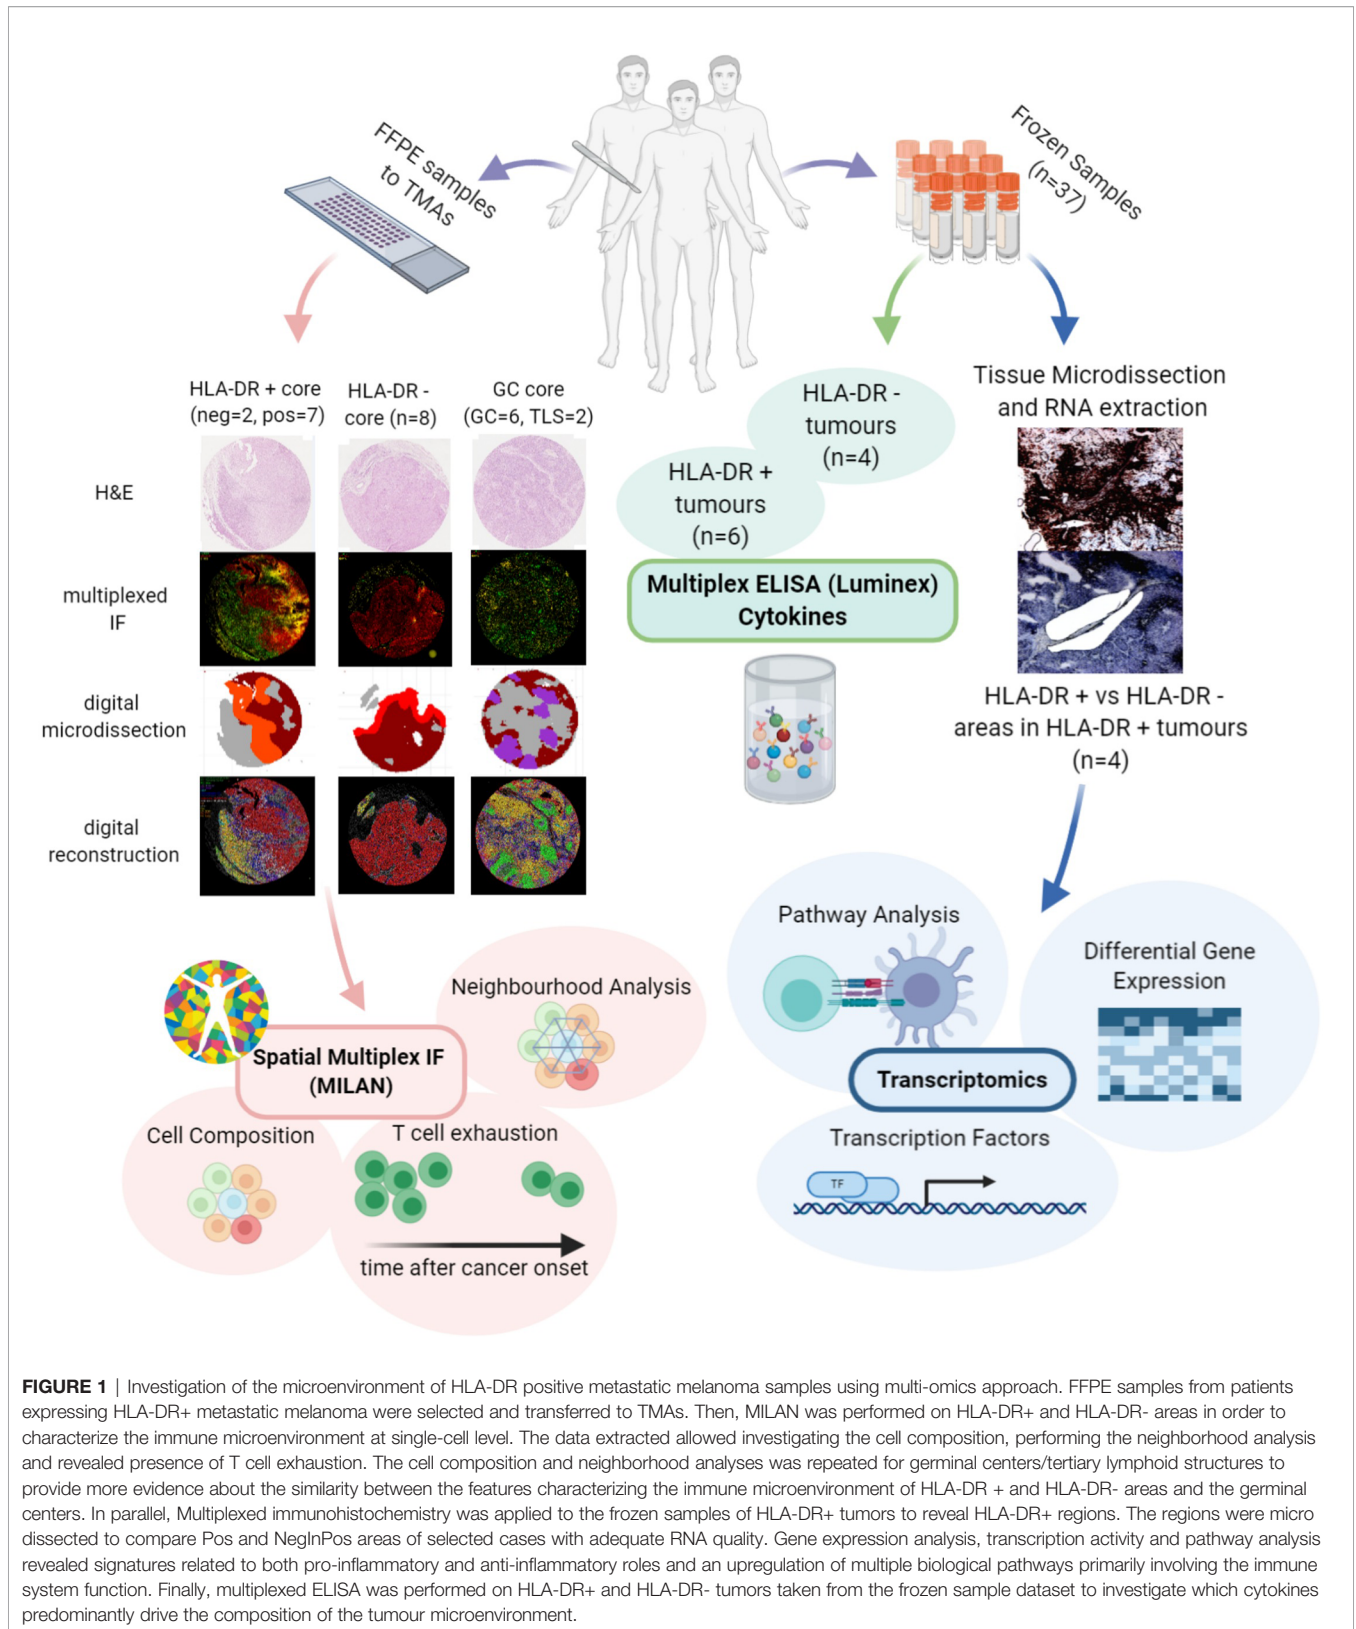 FFPE samples
to TMAs
Frozen Samples
(n=37)
HLA-DR + core
(neg=2, pos=7)
HLA-DR -
core (n=8)
GC core
(GC=6, TLS=2)
H&E
multiplexed
IF
digital
microdissection
digital
reconstruction
HLA-DR -
tumours
(n=4)
HLA-DR +
tumours
(n=6)
Multiplex ELISA (Luminex)
Cytokines
Tissue Microdissection
and RNA extraction
HLA-DR + vs HLA-DR -
areas in HLA-DR + tumours
(n=4)
Neighbourhood Analysis
Spatial Multiplex IF
(MILAN)
Cell Composition
T cell exhaustion
time after cancer onset
Pathway Analysis
Differential Gene
Expression
Transcriptomics
Transcription Factors
TF
FIGURE 1 | Investigation of the microenvironment of HLA-DR positive metastatic melanoma samples using multi-omics approach. FFPE samples from patients
expressing HLA-DR+ metastatic melanoma were selected and transferred to TMAs. Then, MILAN was performed on HLA-DR+ and HLA-DR- areas in order to
characterize the immune microenvironment at single-cell level. The data extracted allowed investigating the cell composition, performing the neighborhood analysis
and revealed presence of T cell exhaustion. The cell composition and neighborhood analyses was repeated for germinal centers/tertiary lymphoid structures to
provide more evidence about the similarity between the features characterizing the immune microenvironment of HLA-DR + and HLA-DR- areas and the germinal
centers. In parallel, Multiplexed immunohistochemistry was applied to the frozen samples of HLA-DR+ tumors to reveal HLA-DR+ regions. The regions were micro
dissected to compare Pos and NegInPos areas of selected cases with adequate RNA quality. Gene expression analysis, transcription activity and pathway analysis
revealed signatures related to both pro-inflammatory and anti-inflammatory roles and an upregulation of multiple biological pathways primarily involving the immune
system function. Finally, multiplexed ELISA was performed on HLA-DR+ and HLA-DR- tumors taken from the frozen sample dataset to investigate which cytokines
predominantly drive the composition of the tumour microenvironment.